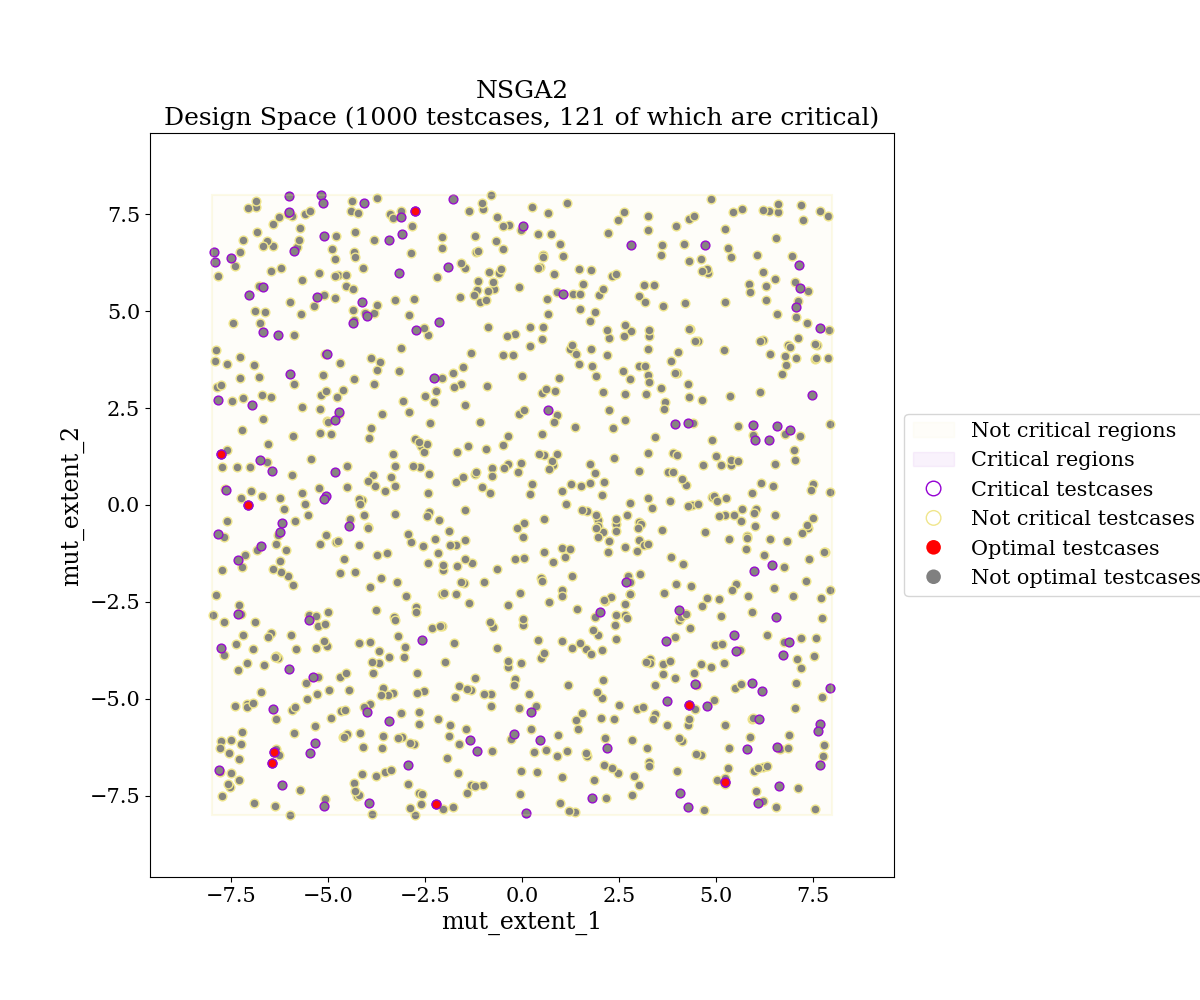 NSGA2
Design Space (1000 testcases, 121 of which are critical)
7.5
5.0
2.5
0.0
−2.5
−5.0
−7.5
mut_extent_2
−7.5
−5.0
−2.5
0.0
2.5
5.0
7.5
mut_extent_1
Not critical regions
Critical regions
Critical testcases
Not critical testcases
Optimal testcases
Not optimal testcases